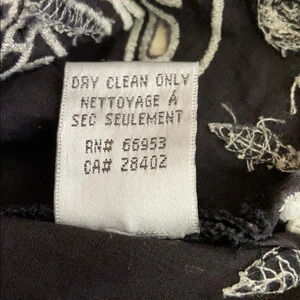 DRY CLEAN ONLY
NETTOYAGE Á
SEC SEULEMENT
RN# 66953
CA# 28402